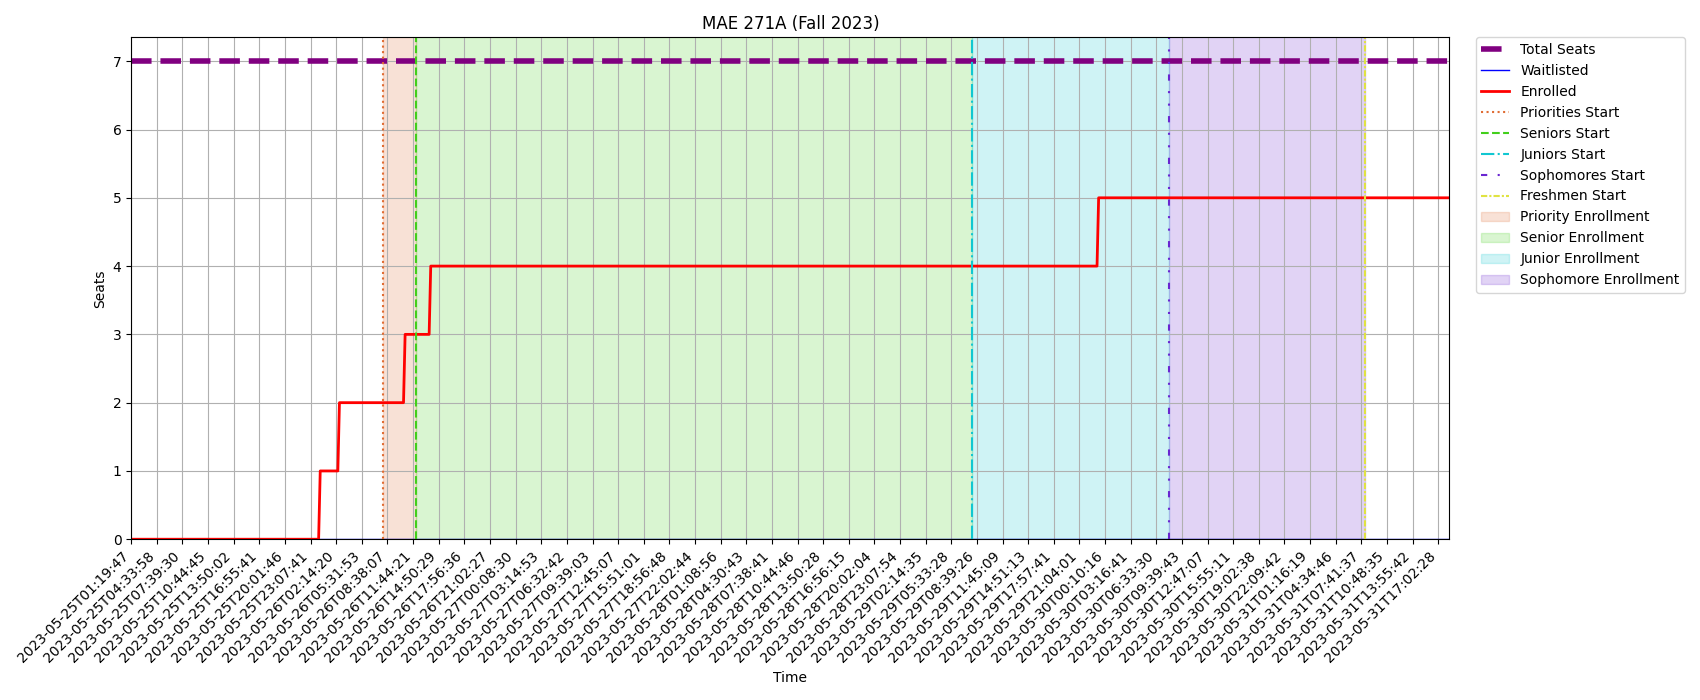 MAE 271A (Fall 2023)
Seats
7
6
5
4
3
2
1
0
2023-05-25T01:19:47
2023-05-25T04:33:58
2023-05-25T07:39:30
2023-05-25T10:44:45
2023-05-25T13:50:02
2023-05-25T16:55:41
2023-05-25T20:01:46
2023-05-25T23:07:41
2023-05-26T02:14:20
2023-05-26T05:31:53
2023-05-26T08:38:07
2023-05-26T11:44:21
2023-05-26T14:50:29
2023-05-26T17:56:36
2023-05-26T21:02:27
2023-05-27T00:08:30
2023-05-27T03:14:53
2023-05-27T06:32:42
2023-05-27T09:39:03
2023-05-27T12:45:07
2023-05-27T15:51:01
2023-05-27T18:56:48
2023-05-27T22:02:44
2023-05-28T01:08:56
2023-05-28T04:30:43
2023-05-28T07:38:41
2023-05-28T10:44:46
2023-05-28T13:50:28
2023-05-28T16:56:15
2023-05-28T20:02:04
2023-05-28T23:07:54
2023-05-29T02:14:35
2023-05-29T05:33:28
2023-05-29T08:39:26
2023-05-29T11:45:09
2023-05-29T14:51:13
2023-05-29T17:57:41
2023-05-29T21:04:01
2023-05-30T00:10:16
2023-05-30T03:16:41
2023-05-30T06:33:30
2023-05-30T09:39:43
2023-05-30T12:47:07
2023-05-30T15:55:11
2023-05-30T19:02:38
2023-05-30T22:09:42
2023-05-31T01:16:19
2023-05-31T04:34:46
2023-05-31T07:41:37
2023-05-31T10:48:35
2023-05-31T13:55:42
2023-05-31T17:02:28
Time
Total Seats
Waitlisted
Enrolled
Priorities Start
Seniors Start
Juniors Start
Sophomores Start
Freshmen Start
Priority Enrollment
Senior Enrollment
Junior Enrollment
Sophomore Enrollment